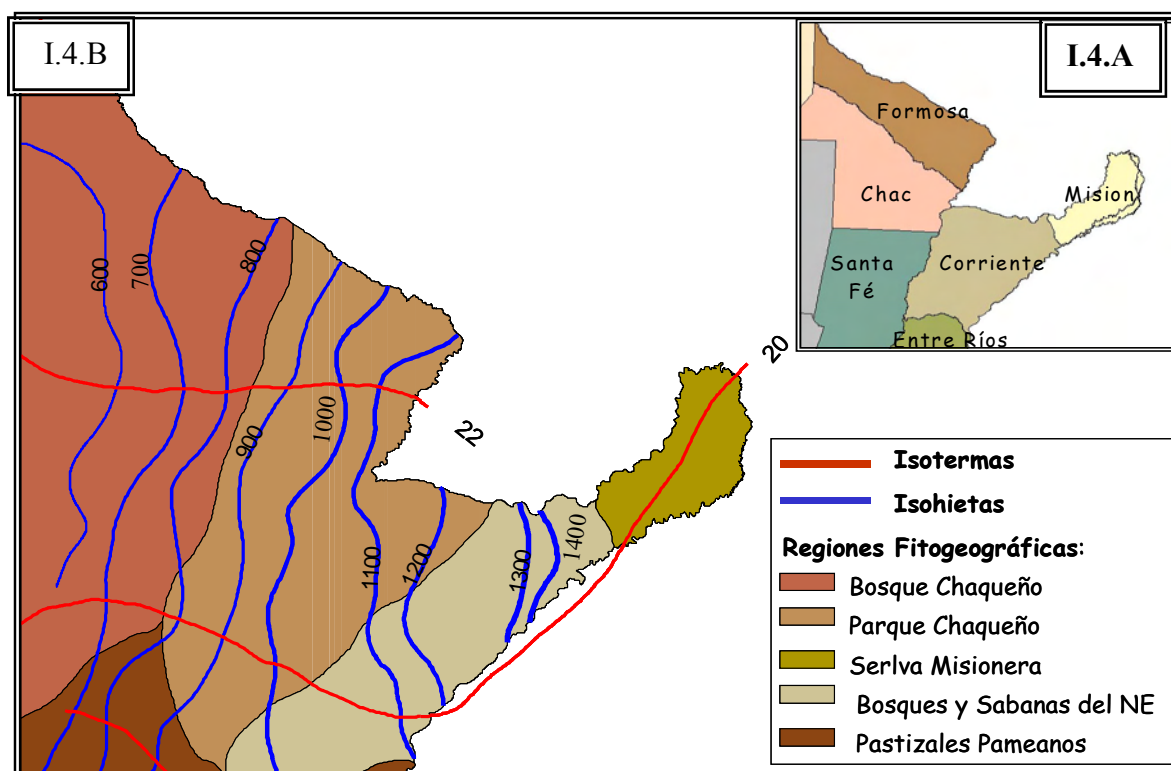 I.4.B
I.4.A
Formosa
Chac
Mision
Santa
Fé
Corriente
Entre Ríos
600
700
800
900
1000
1100
1200
1300
1400
20
22
Isotermas
Isohietas
Regiones Fitogeográficas:
Bosque Chaqueño
Parque Chaqueño
Serlva Misionera
Bosques y Sabanas del NE
Pastizales Pameanos